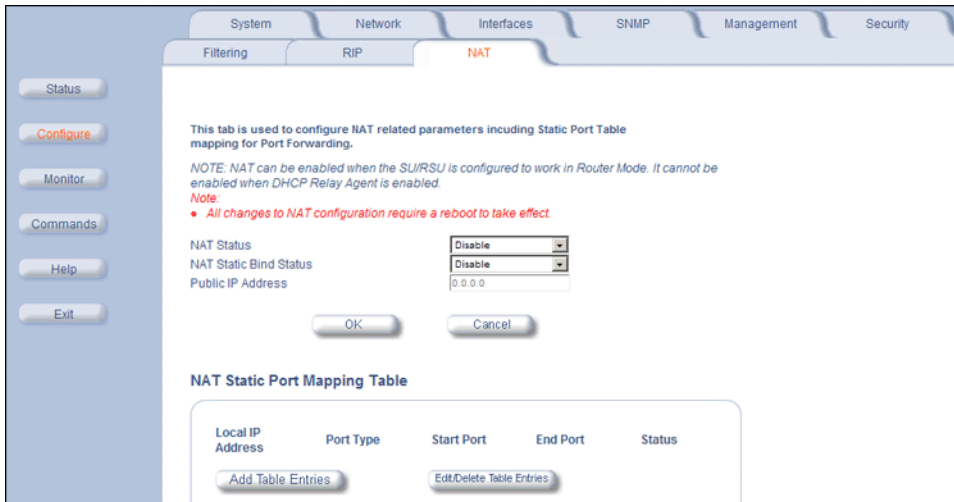 System Network Interfaces SNMP Management Security
Filtering RIP NAT
Status
Configure
Monitor
Commands
Help
Exit
This tab is used to configure NAT related parameters incuding Static Port Table
mapping for Port Forwarding.
NOTE: NAT can be enabled when the SU/RSU is configured to work in Router Mode. It cannot be
enabled when DHCP Relay Agent is enabled.
Note:
• All changes to NAT configuration require a reboot to take effect.
NAT Status Disable
NAT Static Bind Status Disable
Public IP Address 0.0.0.0
OK Cancel
NAT Static Port Mapping Table
Local IP
Address Port Type Start Port End Port Status
Add Table Entries Edit/Delete Table Entries